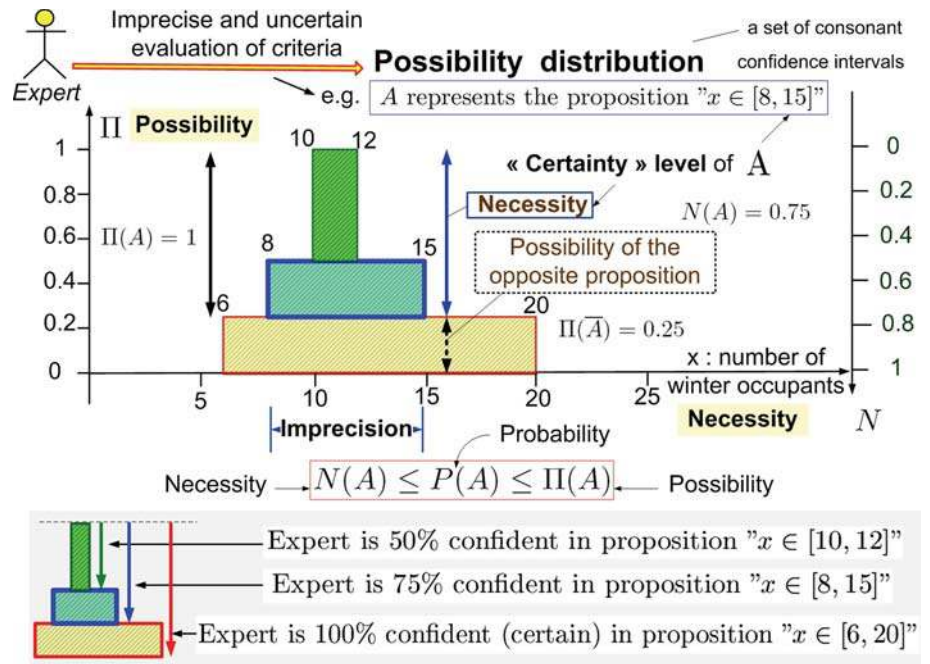 Imprecise and uncertain
evaluation of criteria
Expert
Possibility distribution
a set of consonant
confidence intervals
e.g.
A represents the proposition "x ∈ [8, 15]"
Π Possibility
10 12
« Certainty » level of A
Necessity
N(A) = 0.75
Π(A) = 1
8
15
Possibility of the
opposite proposition
6
20
Π(A̅) = 0.25
1
0.8
0.6
0.4
0.2
0
0
0.2
0.4
0.6
0.8
1
x : number of
winter occupants
5 10 15 20 25
Necessity N
Imprecision
Probability
Necessity N(A) ≤ P(A) ≤ Π(A) Possibility
Expert is 50% confident in proposition "x ∈ [10, 12]"
Expert is 75% confident in proposition "x ∈ [8, 15]"
Expert is 100% confident (certain) in proposition "x ∈ [6, 20]"